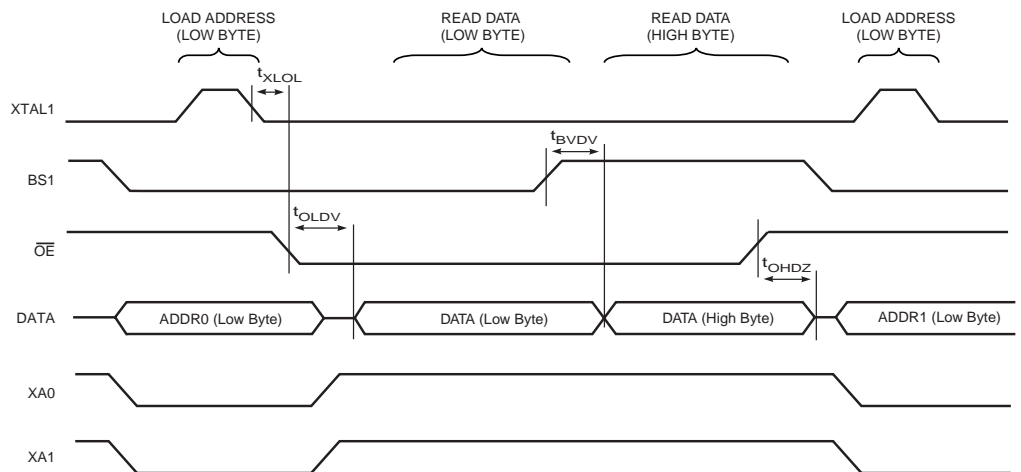 LOAD ADDRESS
(LOW BYTE)
READ DATA
(LOW BYTE)
READ DATA
(HIGH BYTE)
LOAD ADDRESS
(LOW BYTE)
tXLOL
XTAL1
tBVDV
BS1
tOLDV
OE
tOHDZ
DATA
ADDR0 (Low Byte)
DATA (Low Byte)
DATA (High Byte)
ADDR1 (Low Byte)
XA0
XA1